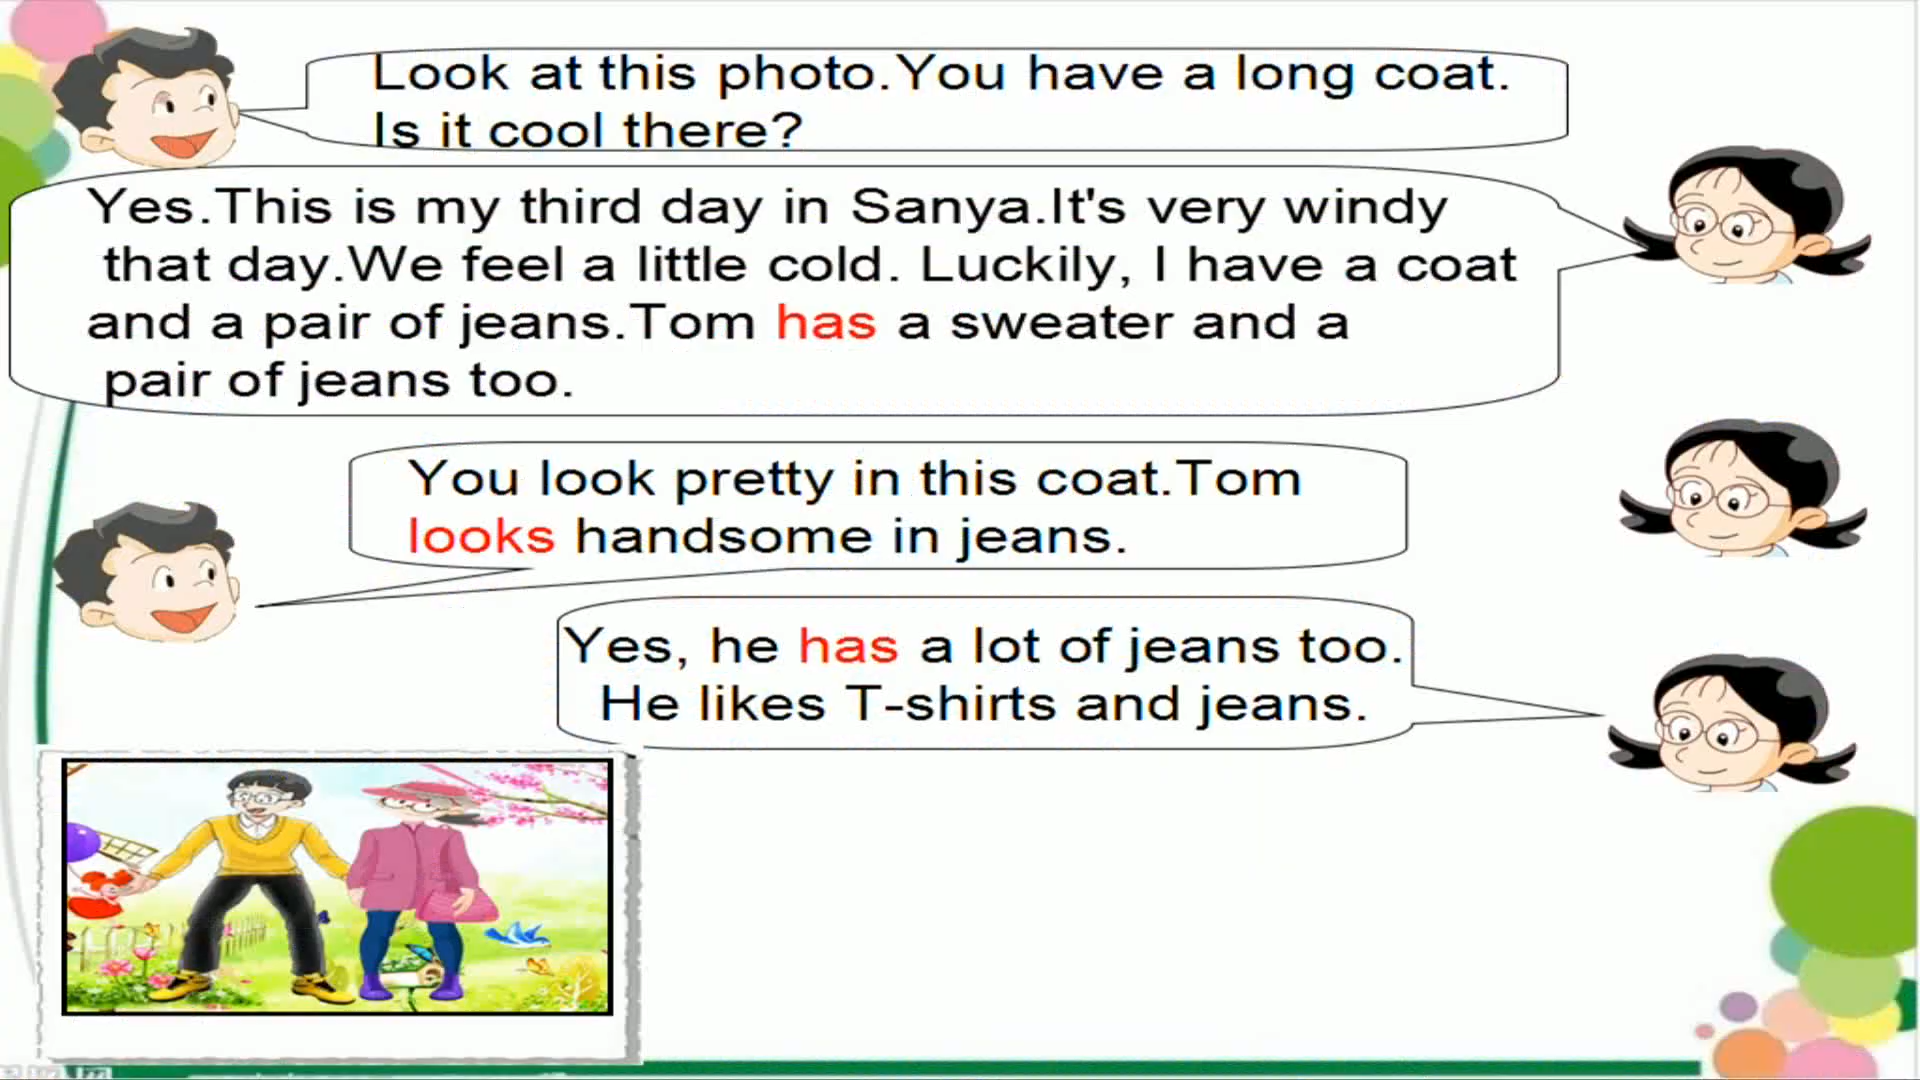 Look at this photo.You have a long coat.
Is it cool there?
Yes.This is my third day in Sanya.It's very windy
that day.We feel a little cold. Luckily, I have a coat
and a pair of jeans.Tom has a sweater and a
pair of jeans too.
You look pretty in this coat.Tom
looks handsome in jeans.
Yes, he has a lot of jeans too.
He likes T-shirts and jeans.